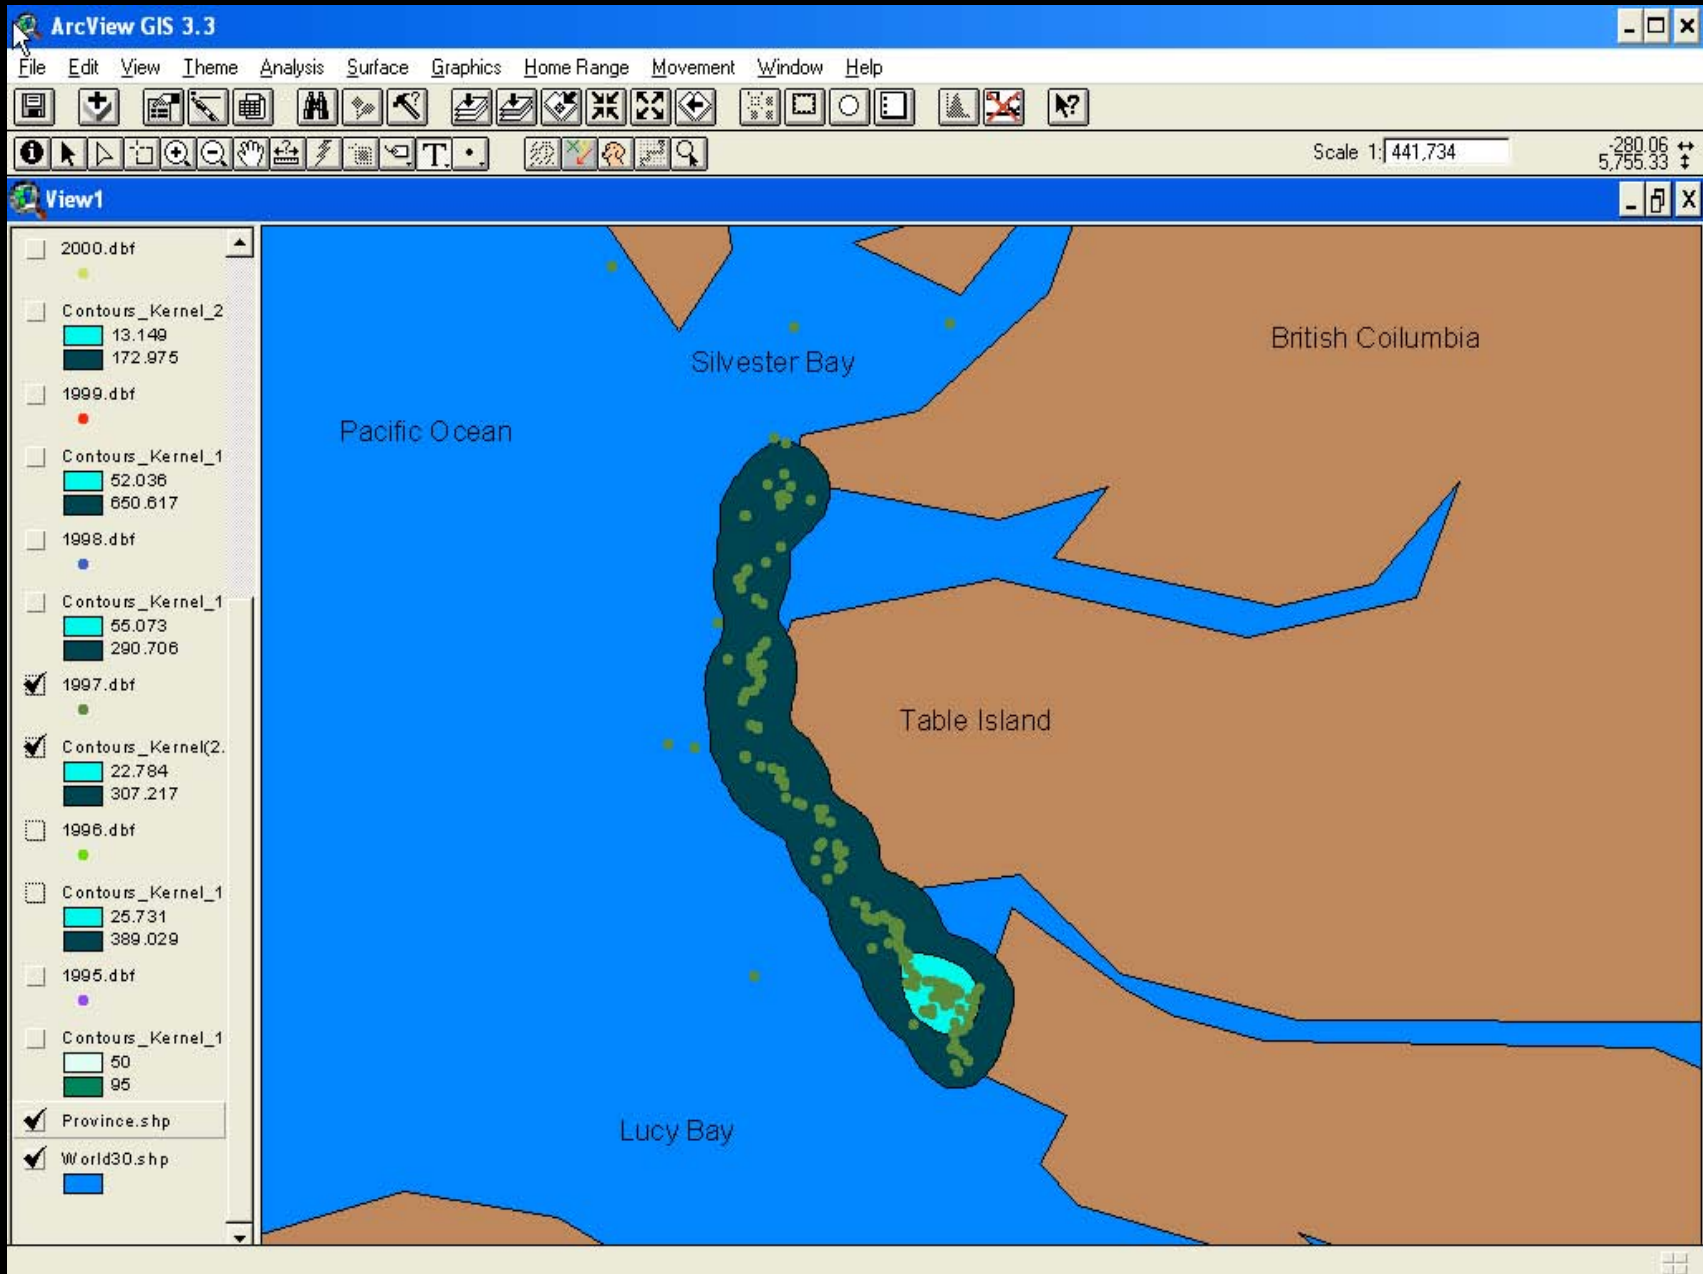 ArcView GIS 3.3
File Edit View Theme Analysis Surface Graphics Home Range Movement Window Help
T
Scale 1: 441,734
-280.06
5,755.33
View1
2000.dbf
Contours_Kernel_2
13.149
172.975
1999.dbf
Contours_Kernel_1
52.036
650.617
1998.dbf
Contours_Kernel_1
55.073
290.706
1997.dbf
Contours_Kernel(2.
22.784
307.217
1996.dbf
Contours_Kernel_1
25.731
389.029
1995.dbf
Contours_Kernel_1
50
95
Province.shp
World30.shp
British Coilumbia
Silvester Bay
Pacific Ocean
Table Island
Lucy Bay